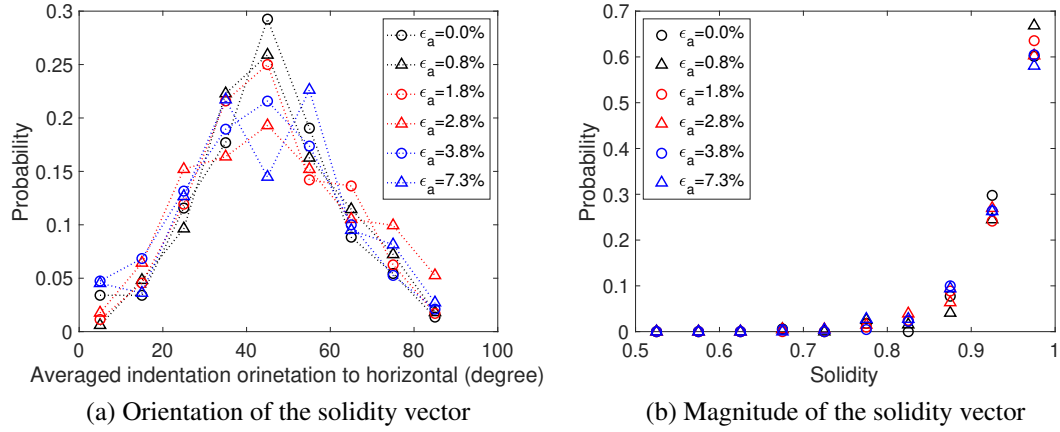 0.3
0.25
0.2
0.15
0.1
0.05
0
Probability
0 20 40 60 80 100
Averaged indentation orinetation to horizontal (degree)
ϵa=0.0%
ϵa=0.8%
ϵa=1.8%
ϵa=2.8%
ϵa=3.8%
ϵa=7.3%
(a) Orientation of the solidity vector
0.7
0.6
0.5
0.4
0.3
0.2
0.1
0
Probability
0.5 0.6 0.7 0.8 0.9 1
Solidity
ϵa=0.0%
ϵa=0.8%
ϵa=1.8%
ϵa=2.8%
ϵa=3.8%
ϵa=7.3%
(b) Magnitude of the solidity vector